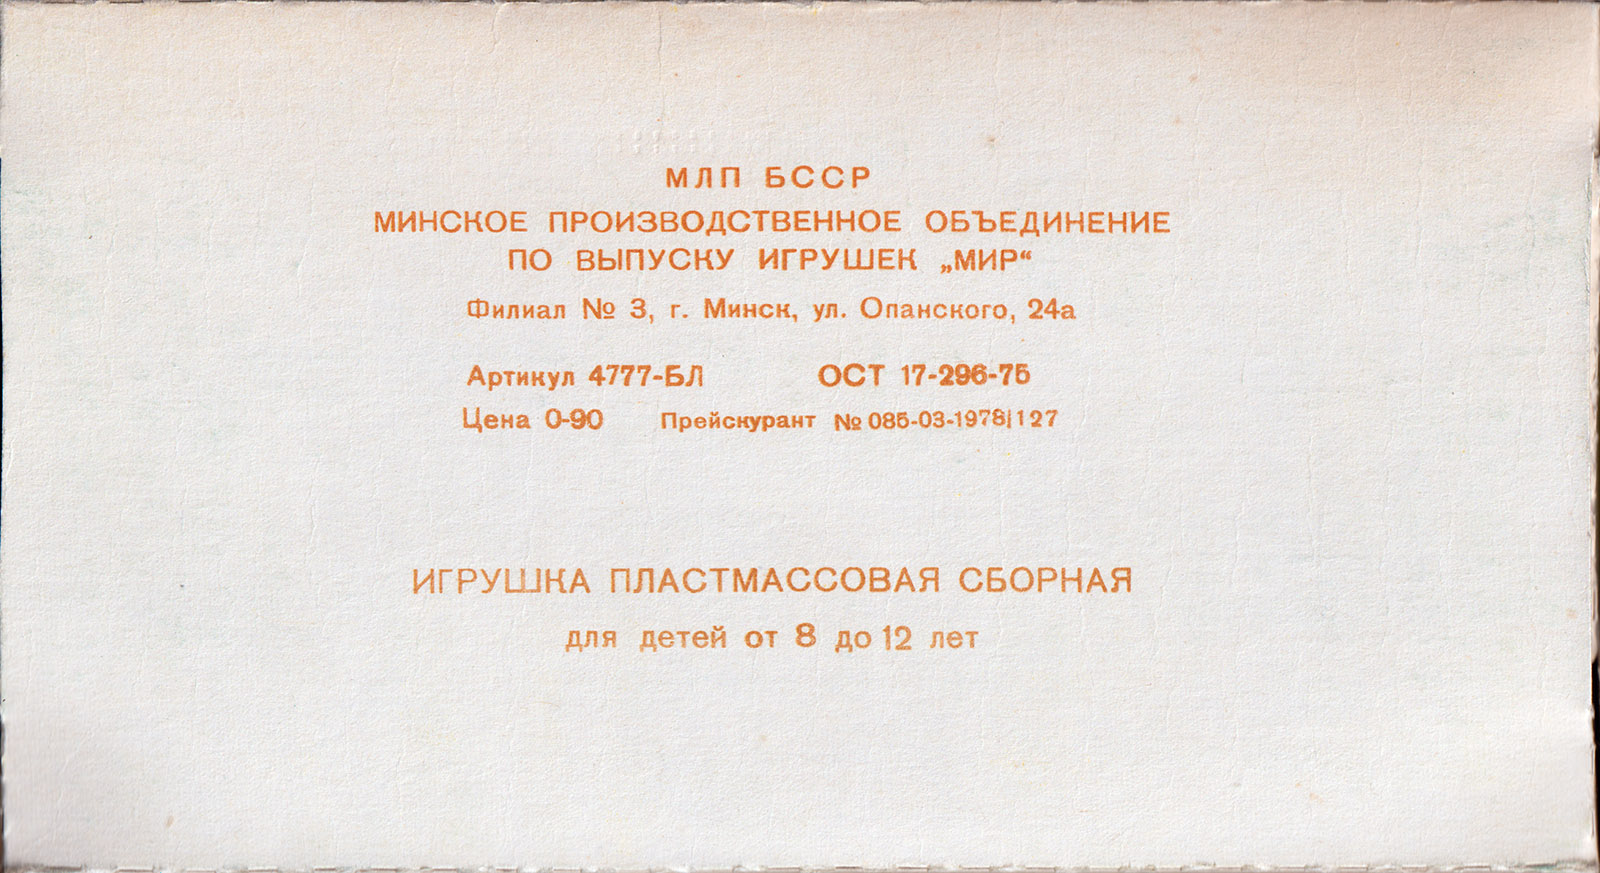 МЛП БССР
МИНСКОЕ ПРОИЗВОДСТВЕННОЕ ОБЪЕДИНЕНИЕ
ПО ВЫПУСКУ ИГРУШЕК „МИР“
Филиал № 3, г. Минск, ул. Опанского, 24а
Артикул 4777-БЛ ОСТ 17-296-75
Цена 0-90 Прейскурант № 085-03-1978|127
ИГРУШКА ПЛАСТМАССОВАЯ СБОРНАЯ
для детей от 8 до 12 лет